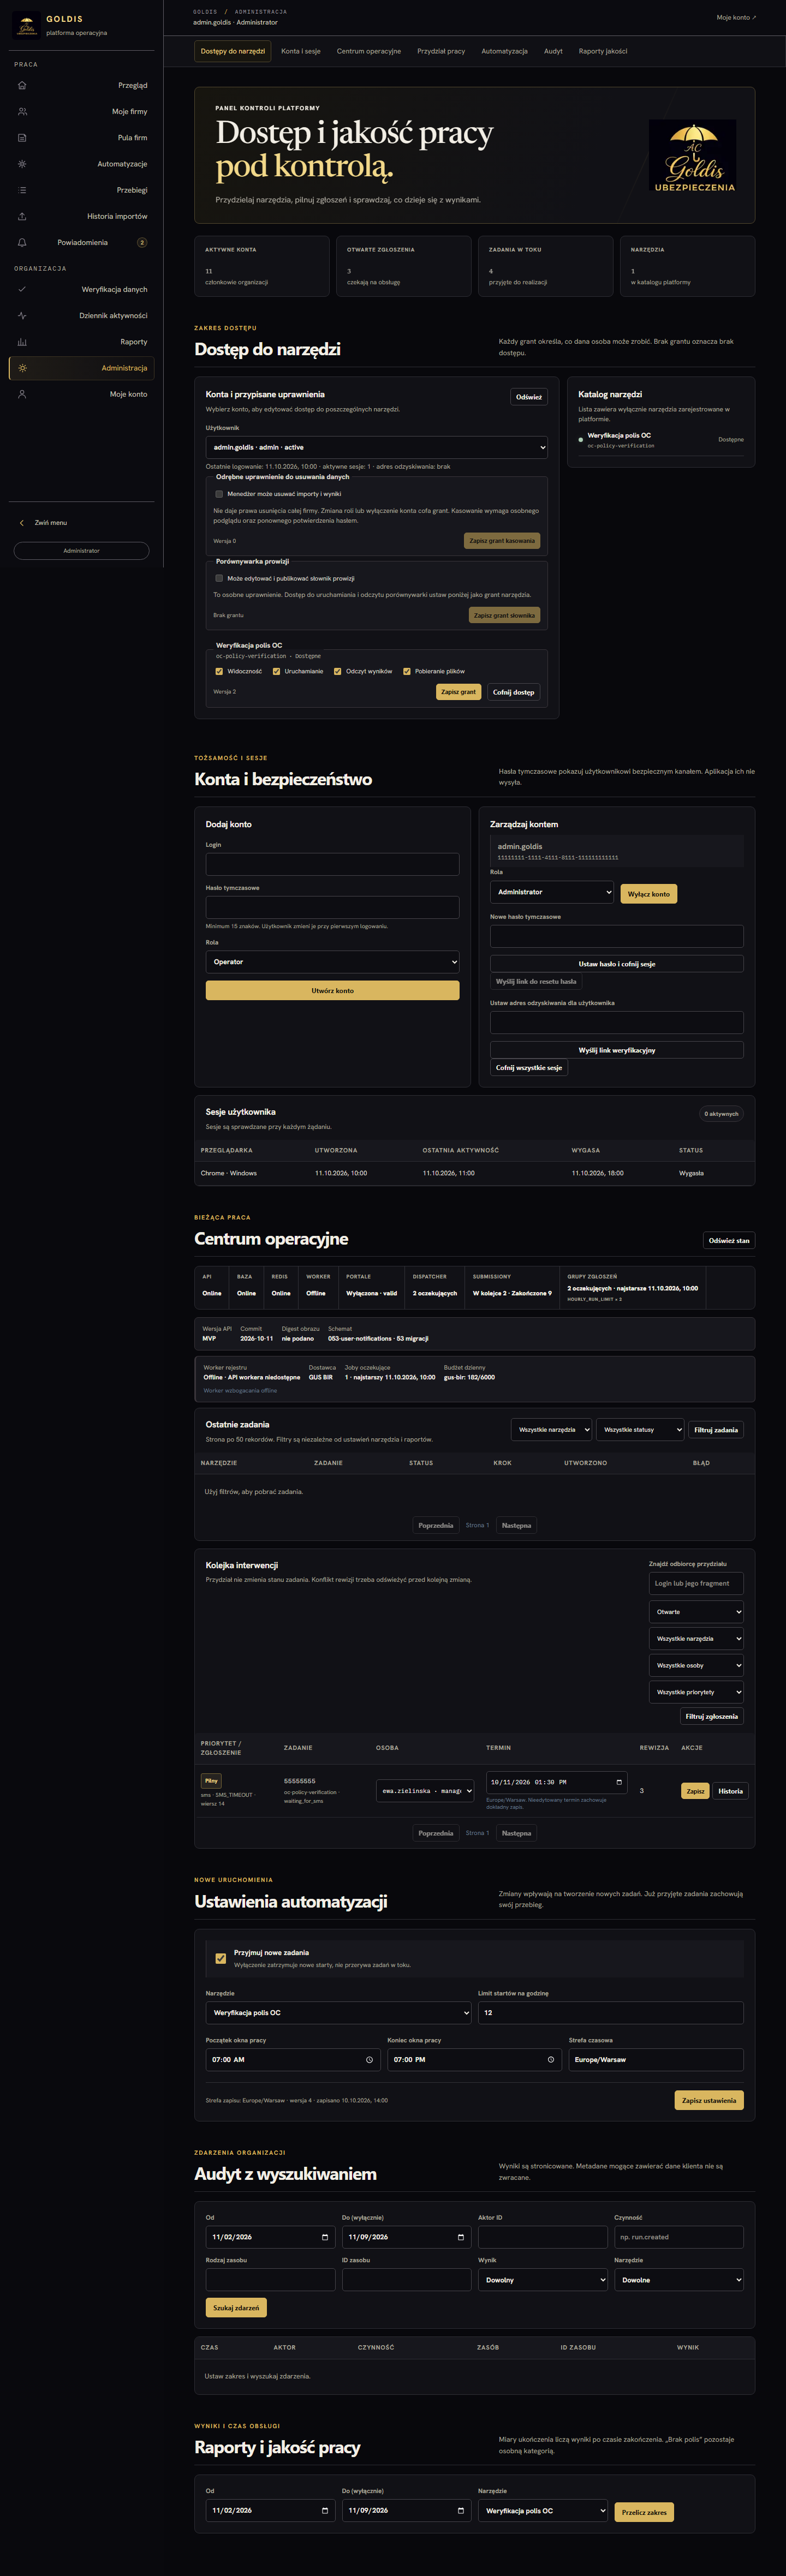 GOLDIS
platforma operacyjna
PRACA
Przegląd
Moje firmy
Pula firm
Automatyzacje
Przebiegi
Historia importów
Powiadomienia 2
ORGANIZACJA
Weryfikacja danych
Dziennik aktywności
Raporty
Administracja
Moje konto
Zwiń menu
Administrator
GOLDIS / ADMINISTRACJA
admin.goldis · Administrator
Moje konto ↗
Dostępy do narzędzi Konta i sesje Centrum operacyjne Przydział pracy Automatyzacja Audyt Raporty jakości
PANEL KONTROLI PLATFORMY
Dostęp i jakość pracy
pod kontrolą.
Przydzielaj narzędzia, pilnuj zgłoszeń i sprawdzaj, co dzieje się z wynikami.
AC
Goldis
UBEZPIECZENIA
AKTYWNE KONTA
11
członkowie organizacji
OTWARTE ZGŁOSZENIA
3
czekają na obsługę
ZADANIA W TOKU
4
przyjęte do realizacji
NARZĘDZIA
1
w katalogu platformy
ZAKRES DOSTĘPU
Dostęp do narzędzi
Każdy grant określa, co dana osoba może zrobić. Brak grantu oznacza brak
dostępu.
Konta i przypisane uprawnienia
Odśwież
Wybierz konto, aby edytować dostęp do poszczególnych narzędzi.
Użytkownik
admin.goldis · admin · active
Ostatnie logowanie: 11.10.2026, 10:00 · aktywne sesje: 1 · adres odzyskiwania: brak
Odrębne uprawnienie do usuwania danych
Menedżer może usuwać importy i wyniki
Nie daje prawa usunięcia całej firmy. Zmiana roli lub wyłączenie konta cofa grant. Kasowanie wymaga osobnego
podglądu oraz ponownego potwierdzenia hasłem.
Wersja 0
Zapisz grant kasowania
Porównywarka prowizji
Może edytować i publikować słownik prowizji
To osobne uprawnienie. Dostęp do uruchamiania i odczytu porównywarki ustaw poniżej jako grant narzędzia.
Brak grantu
Zapisz grant słownika
Weryfikacja polis OC
oc-policy-verification · Dostępne
Widoczność Uruchamianie Odczyt wyników Pobieranie plików
Wersja 2
Zapisz grant
Cofnij dostęp
Katalog narzędzi
Lista zawiera wyłącznie narzędzia zarejestrowane w
platformie.
Weryfikacja polis OC
oc-policy-verification
Dostępne
TOŻSAMOŚĆ I SESJE
Konta i bezpieczeństwo
Hasła tymczasowe pokazuj użytkownikowi bezpiecznym kanałem. Aplikacja ich nie
wysyła.
Dodaj konto
Login
Hasło tymczasowe
Minimum 15 znaków. Użytkownik zmieni je przy pierwszym logowaniu.
Rola
Operator
Utwórz konto
Zarządzaj kontem
admin.goldis
11111111-1111-4111-8111-111111111111
Rola
Administrator
Wyłącz konto
Nowe hasło tymczasowe
Ustaw hasło i cofnij sesje
Wyślij link do resetu hasła
Ustaw adres odzyskiwania dla użytkownika
Wyślij link weryfikacyjny
Cofnij wszystkie sesje
Sesje użytkownika
Sesje są sprawdzane przy każdym żądaniu.
0 aktywnych
PRZEGLĄDARKA UTWORZONA OSTATNIA AKTYWNOŚĆ WYGASA STATUS
Chrome · Windows 11.10.2026, 10:00 11.10.2026, 11:00 11.10.2026, 18:00 Wygasła
BIEŻĄCA PRACA
Centrum operacyjne
Odśwież stan
API BAZA REDIS WORKER PORTALE DISPATCHER SUBMISSIONY GRUPY ZGŁOSZEŃ
Online Online Online Offline Wyłączona · valid 2 oczekujących W kolejce 2 · Zakończone 9 2 oczekujących · najstarsze 11.10.2026, 10:00
HOURLY_RUN_LIMIT × 2
Wersja API Commit Digest obrazu Schemat
MVP 2026-10-11 nie podano 053-user-notifications · 53 migracji
Worker rejestru Dostawca Joby oczekujące Budżet dzienny
Offline · API workera niedostępne GUS BIR 1 · najstarszy 11.10.2026, 10:00 gus-bir: 182/6000
Worker wzbogacania offline
Ostatnie zadania
Strona po 50 rekordów. Filtry są niezależne od ustawień narzędzia i raportów.
Wszystkie narzędzia
Wszystkie statusy
Filtruj zadania
NARZĘDZIE ZADANIE STATUS KROK UTWORZONO BŁĄD
Użyj filtrów, aby pobrać zadania.
Poprzednia Strona 1 Następna
Kolejka interwencji
Przydział nie zmienia stanu zadania. Konflikt rewizji trzeba odświeżyć przed kolejną zmianą.
Znajdź odbiorcę przydziału
Login lub jego fragment
Otwarte
Wszystkie narzędzia
Wszystkie osoby
Wszystkie priorytety
Filtruj zgłoszenia
PRIORYTET /
ZGŁOSZENIE ZADANIE OSOBA TERMIN REWIZJA AKCJE
Pilny
sms · SMS_TIMEOUT ·
wiersz 14
55555555
oc-policy-verification ·
waiting_for_sms
ewa.zielinska · manag
10/11/2026 01:30 PM
Europe/Warsaw. Nieedytowany termin zachowuje
dokładny zapis.
3
Zapisz
Historia
Poprzednia Strona 1 Następna
NOWE URUCHOMIENIA
Ustawienia automatyzacji
Zmiany wpływają na tworzenie nowych zadań. Już przyjęte zadania zachowują
swój przebieg.
Przyjmuj nowe zadania
Wyłączenie zatrzymuje nowe starty, nie przerywa zadań w toku.
Narzędzie
Weryfikacja polis OC
Limit startów na godzinę
12
Początek okna pracy
07:00 AM
Koniec okna pracy
07:00 PM
Strefa czasowa
Europe/Warsaw
Strefa zapisu: Europe/Warsaw · wersja 4 · zapisano 10.10.2026, 14:00
Zapisz ustawienia
ZDARZENIA ORGANIZACJI
Audyt z wyszukiwaniem
Wyniki są stronicowane. Metadane mogące zawierać dane klienta nie są
zwracane.
Od Do (wyłącznie) Aktor ID Czynność
11/02/2026 11/09/2026 np. run.created
Rodzaj zasobu ID zasobu Wynik Narzędzie
Dowolny Dowolne
Szukaj zdarzeń
CZAS AKTOR CZYNNOŚĆ ZASÓB ID ZASOBU WYNIK
Ustaw zakres i wyszukaj zdarzenia.
WYNIKI I CZAS OBSŁUGI
Raporty i jakość pracy
Miary ukończenia liczą wyniki po czasie zakończenia. „Brak polis” pozostaje
osobną kategorią.
Od Do (wyłącznie) Narzędzie
11/02/2026 11/09/2026 Weryfikacja polis OC Przelicz zakres